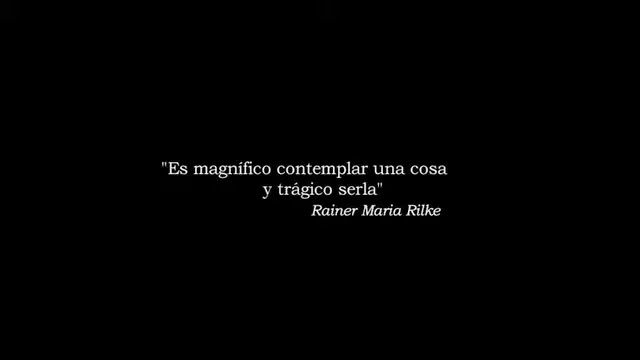 "Es magnífico contemplar una cosa
y trágico serla"
Rainer Maria Rilke